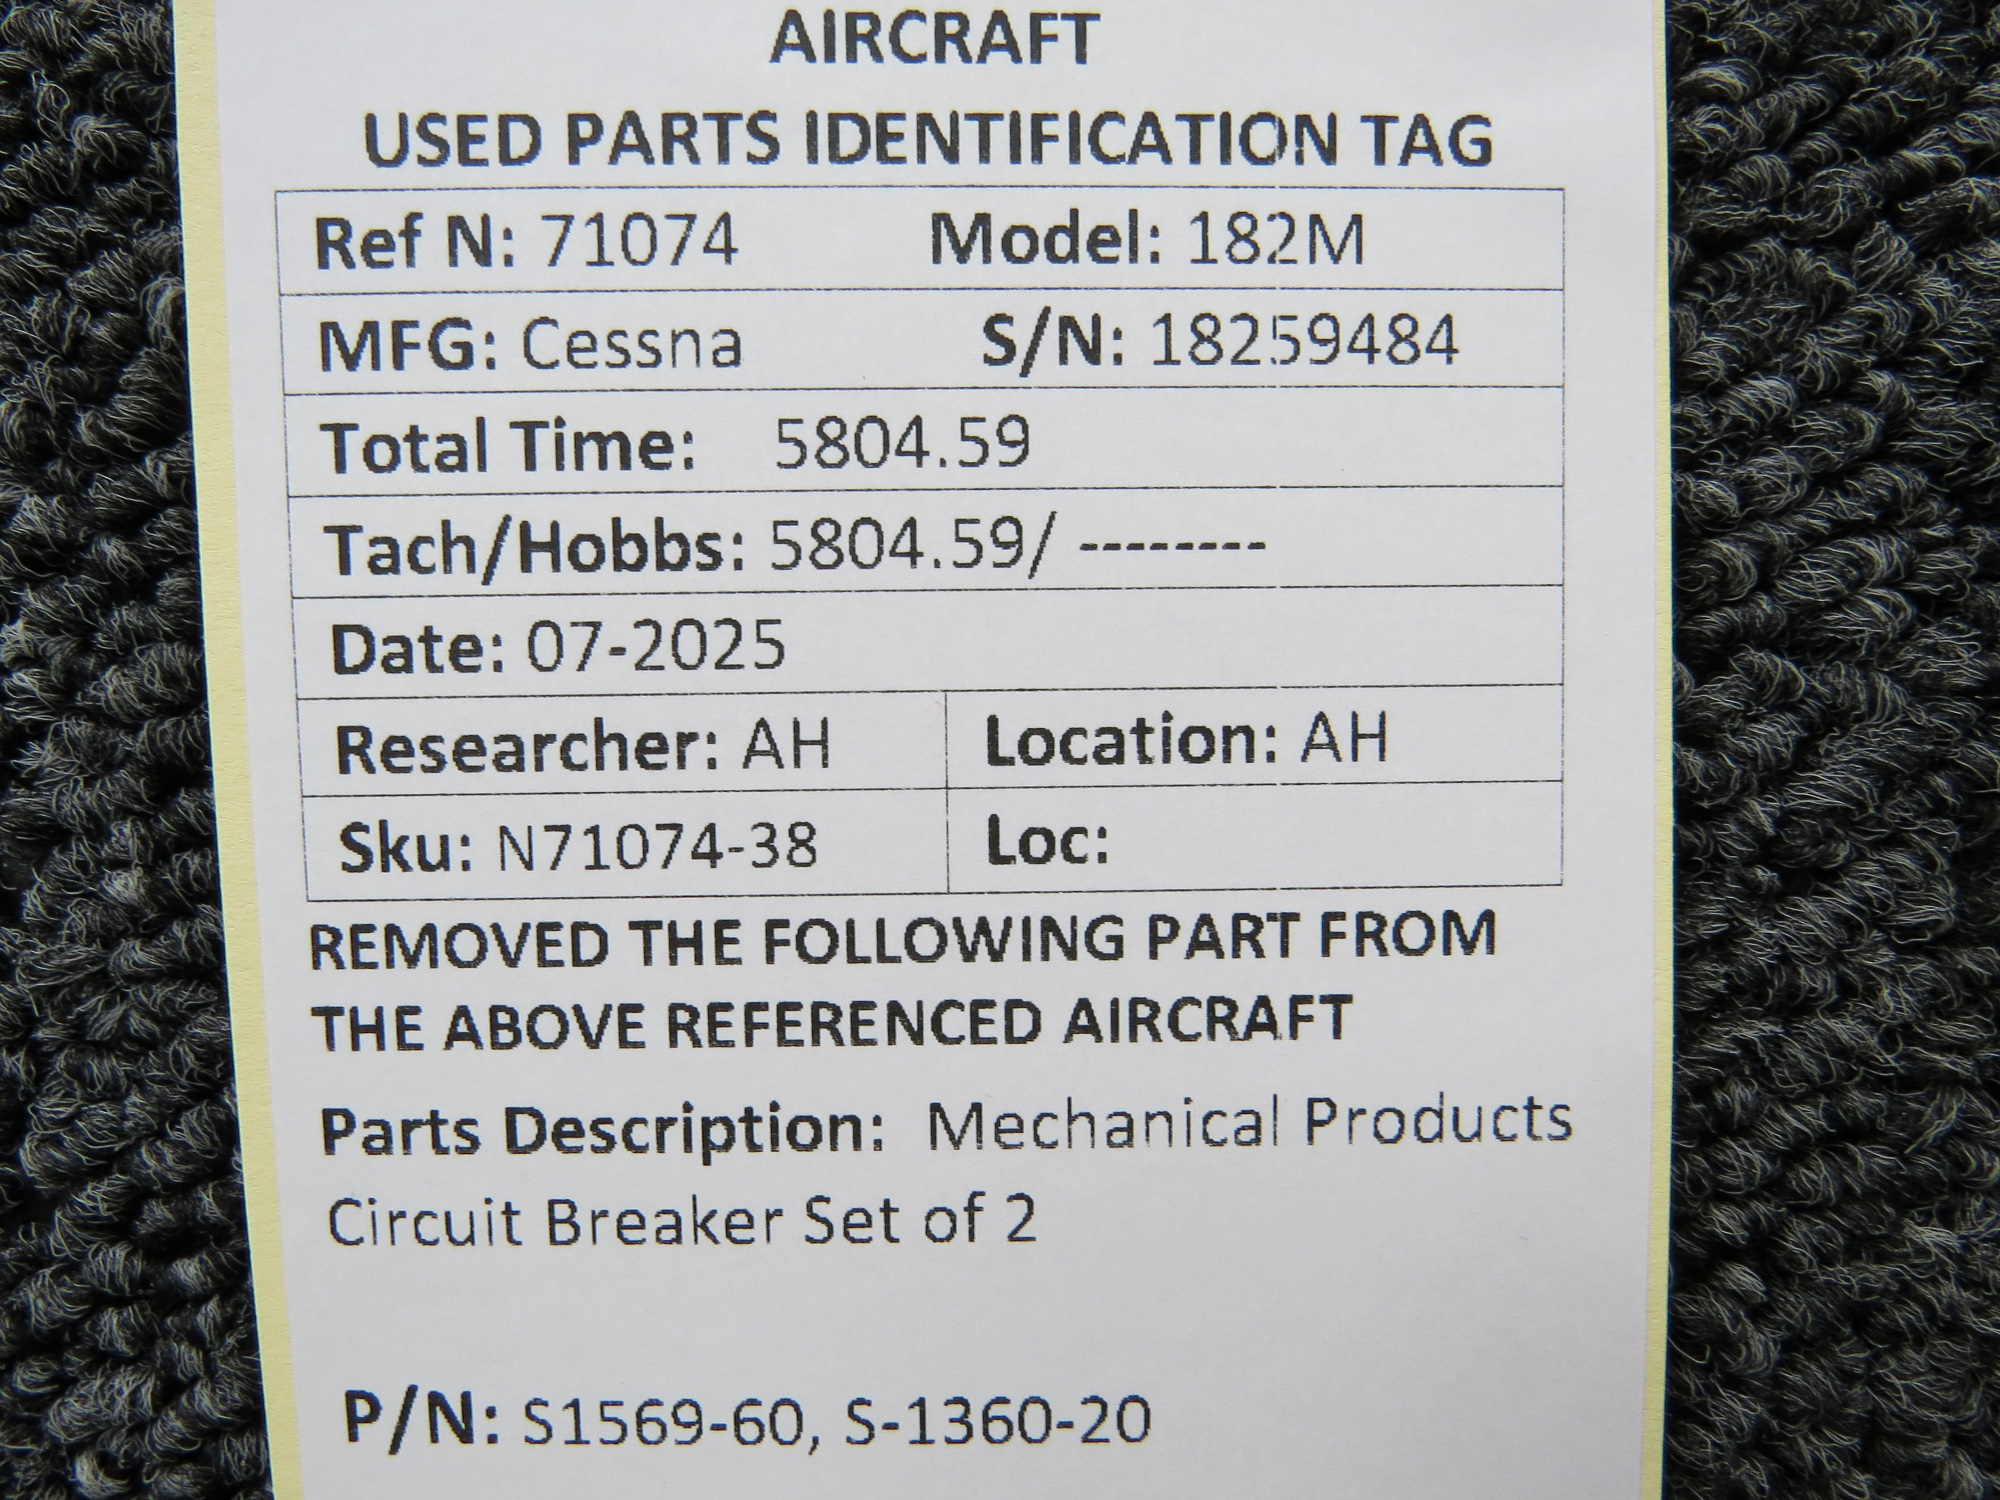 AIRCRAFT
USED PARTS IDENTIFICATION TAG
Ref N: 71074 Model: 182M
MFG: Cessna S/N: 18259484
Total Time: 5804.59
Tach/Hobbs: 5804.59/ --------
Date: 07-2025
Researcher: AH Location: AH
Sku: N71074-38 Loc:
REMOVED THE FOLLOWING PART FROM
THE ABOVE REFERENCED AIRCRAFT
Parts Description: Mechanical Products
Circuit Breaker Set of 2
P/N: S1569-60, S-1360-20